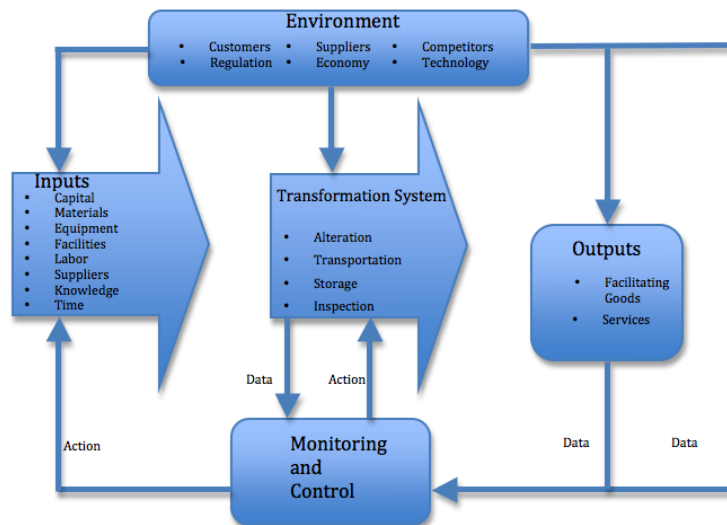 Environment
• Customers • Suppliers • Competitors
• Regulation • Economy • Technology
Inputs
• Capital
• Materials
• Equipment
• Facilities
• Labor
• Suppliers
• Knowledge
• Time
Transformation System
• Alteration
• Transportation
• Storage
• Inspection
Outputs
• Facilitating
Goods
• Services
Data
Action
Action
Data
Data
Monitoring
and
Control